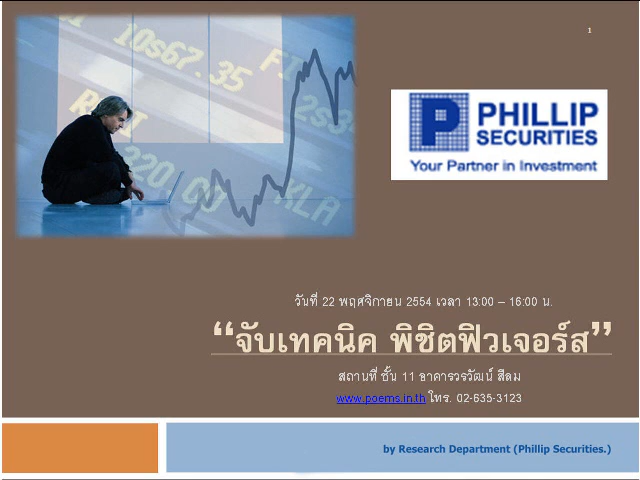 1
10s67.35
PHILLIP
SECURITIES
Your Partner in Investment
วันที่ 22 พฤศจิกายน 2554 เวลา 13:00 – 16:00 น.
“จับเทคนิค พิชิตฟิวเจอร์ส”
สถานที่ ชั้น 11 อาคารวรวัฒน์ สีลม
www.poems.in.th โทร. 02-635-3123
by Research Department (Phillip Securities.)